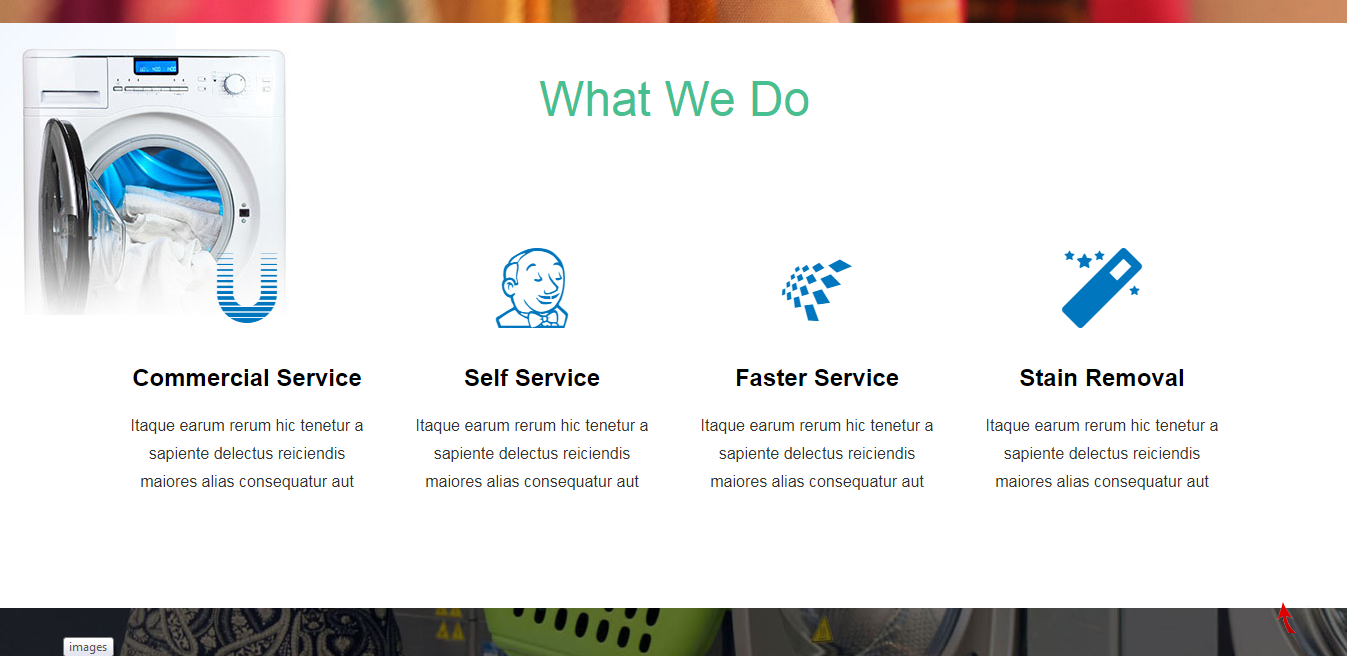 What We Do
Commercial Service
Itaque earum rerum hic tenetur a
sapiente delectus reiciendis
maiores alias consequatur aut
Self Service
Itaque earum rerum hic tenetur a
sapiente delectus reiciendis
maiores alias consequatur aut
Faster Service
Itaque earum rerum hic tenetur a
sapiente delectus reiciendis
maiores alias consequatur aut
Stain Removal
Itaque earum rerum hic tenetur a
sapiente delectus reiciendis
maiores alias consequatur aut
images